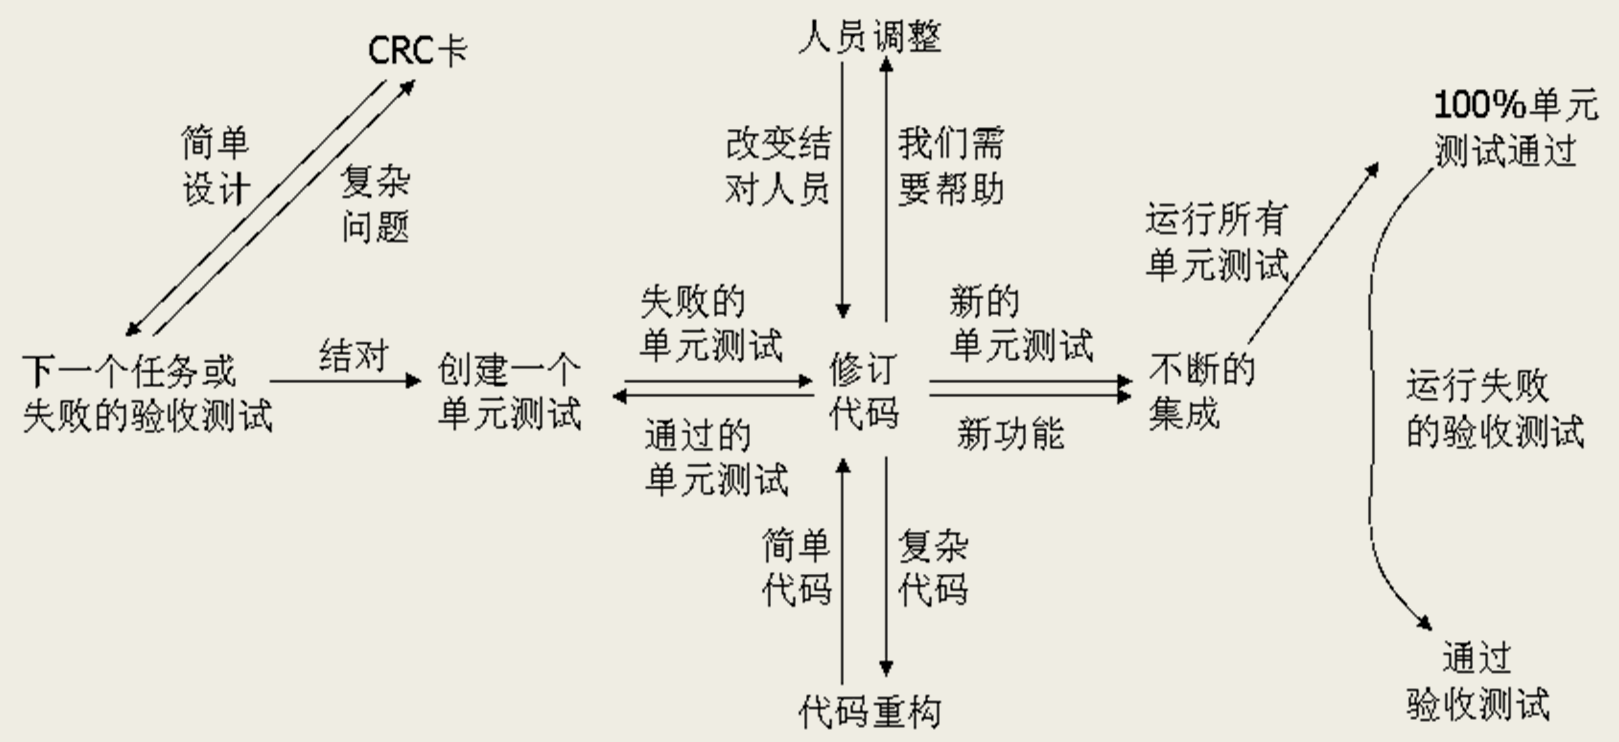 CRC卡
简单
设计
复杂
问题
人员调整
改变结
对人员
我们需
要帮助
100%单元
测试通过
运行所有
单元测试
下一个任务或
失败的验收测试
结对
创建一个
单元测试
失败的
单元测试
通过的
单元测试
修订
代码
新的
单元测试
新功能
不断的
集成
运行失败
的验收测试
简单
代码
复杂
代码
代码重构
通过
验收测试